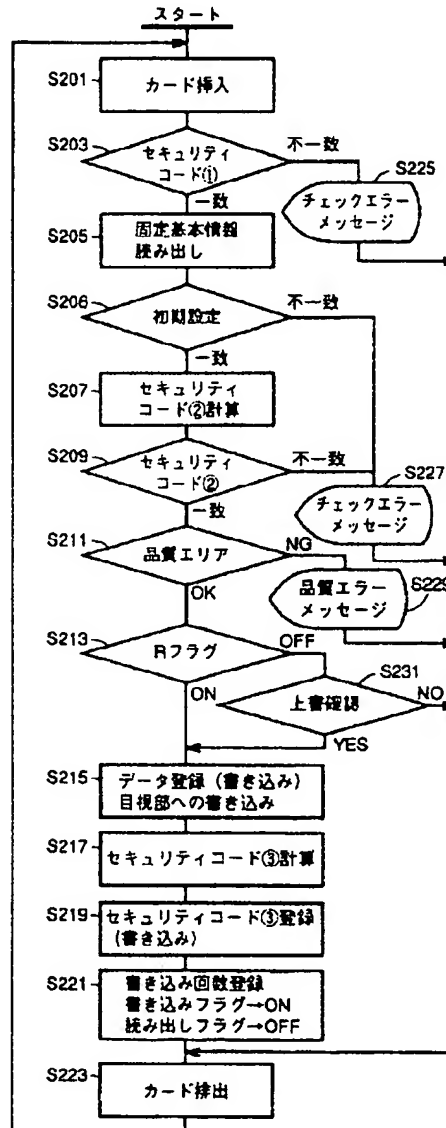 スタート
S201
カード挿入
S203
セキュリティ
コード①
不一致
一致
S225
チェックエラー
メッセージ
S205
固定基本情報
読み出し
S206
初期設定
不一致
一致
S207
セキュリティ
コード②計算
S209
セキュリティ
コード②
不一致
一致
S227
チェックエラー
メッセージ
S211
品質エリア
NG
OK
品質エラー
メッセージ
S229
S213
Rフラグ
OFF
ON
S231
上書確認
NO
YES
S215
データ登録(書き込み)
目視部への書き込み
S217
セキュリティコード③計算
S219
セキュリティコード③登録
(書き込み)
S221
書き込み回数登録
書き込みフラグ→ON
読み出しフラグ→OFF
S223
カード排出